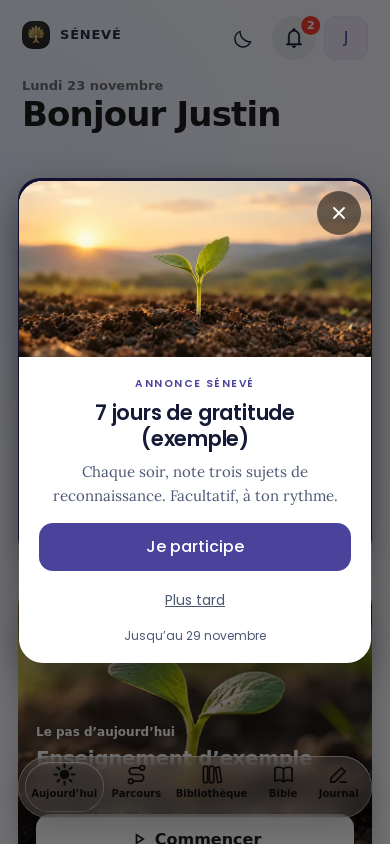 SÉNEVÉ
2
J
Lundi 23 novembre
Bonjour Justin
ANNONCE SÉNEVÉ
7 jours de gratitude
(exemple)
Chaque soir, note trois sujets de
reconnaissance. Facultatif, à ton rythme.
Je participe
Plus tard
Jusqu’au 29 novembre
Le pas d’aujourd’hui
Enseignement d’exemple
Aujourd’hui
Parcours
Bibliothèque
Bible
Journal
Commencer